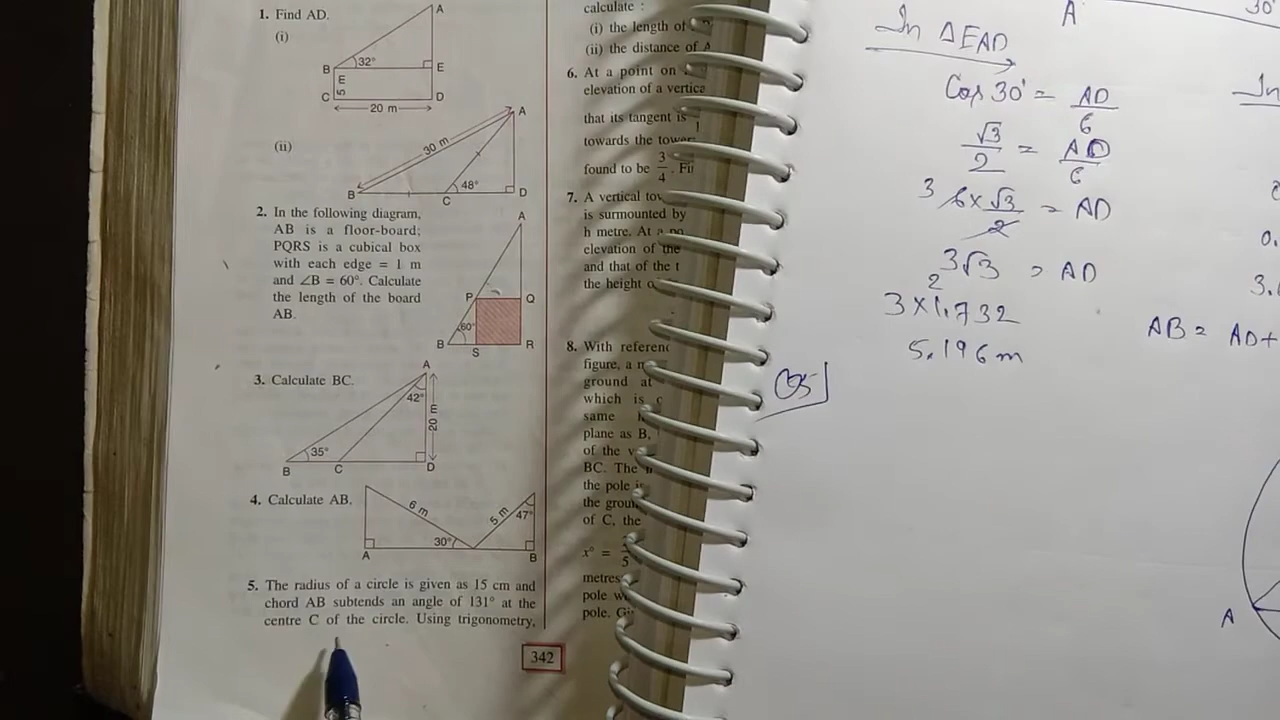 1. Find AD.
(i)
A
B
32°
E
5 m
C
D
20 m
(ii)
A
30 m
B
48°
C
D
2. In the following diagram,
AB is a floor-board;
PQRS is a cubical box
with each edge = 1 m
and ∠B = 60°. Calculate
the length of the board
AB.
A
P
Q
60°
B
S
R
3. Calculate BC.
A
42°
20 m
35°
B
C
D
4. Calculate AB.
6 m
5 m
47°
30°
A
B
5. The radius of a circle is given as 15 cm and
chord AB subtends an angle of 131° at the
centre C of the circle. Using trigonometry,
342
calculate :
(i) the length of
(ii) the distance of
6. At a point on
elevation of a vertica
that its tangent is
towards the tower
found to be 3/4. Fi
7. A vertical tow
is surmounted by
h metre. At a po
elevation of the
and that of the t
the height o
8. With referenc
figure, a m
ground at
which is
same
plane as B,
of the v
BC. The
the pole i
the groun
of C, the
x° =
metres
pole w
pole. Gi
A
30°
In ΔEAD
Cos 30° = AD/6
√3/2 = AD/6
3 6 × √3/2 = AD
3√3 = AD
2
3 × 1.732
5.196 m
In
0.
3.
AB = AD +
Q5
A